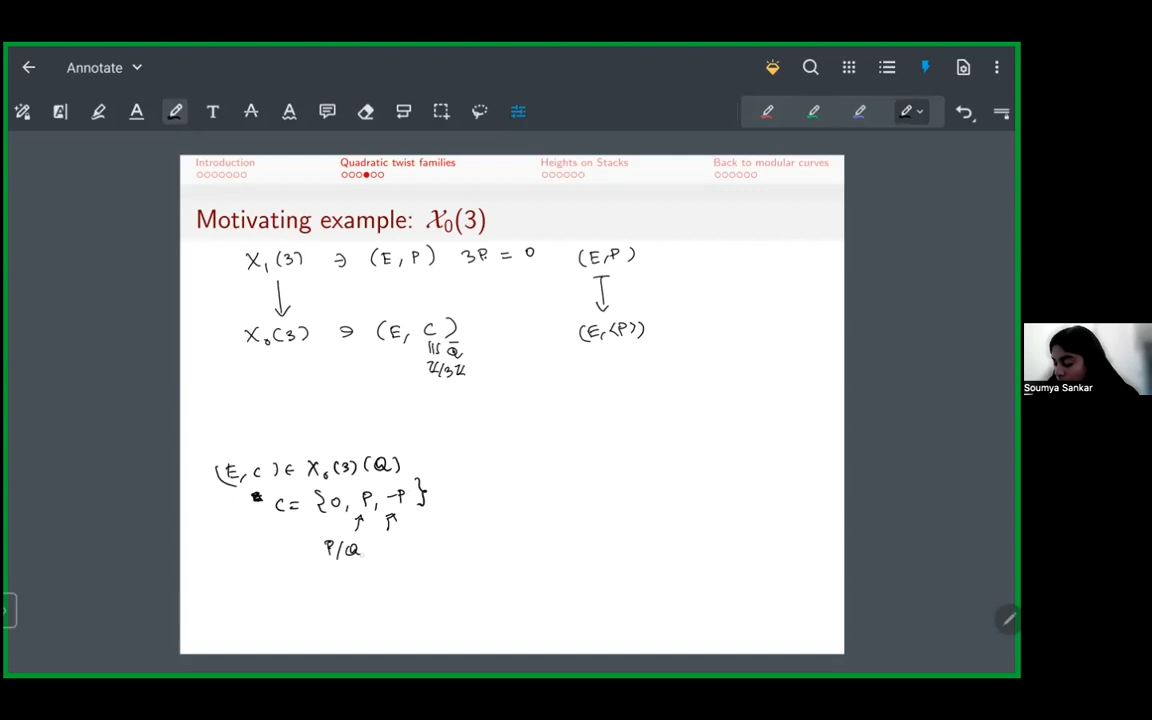 Annotate
Introduction Quadratic twist families Heights on Stacks Back to modular curves
Motivating example: 𝒳₀(3)
X₁(3) ∋ (E, P) 3P = 0 (E,P)
↓ ↓
X₀(3) ∋ (E, C) (E,⟨P⟩)
≅ Q̄
ℤ/3ℤ
(E, C) ∈ X₀(3)(Q)
C = {0, P, -P}
P/Q
Soumya Sankar